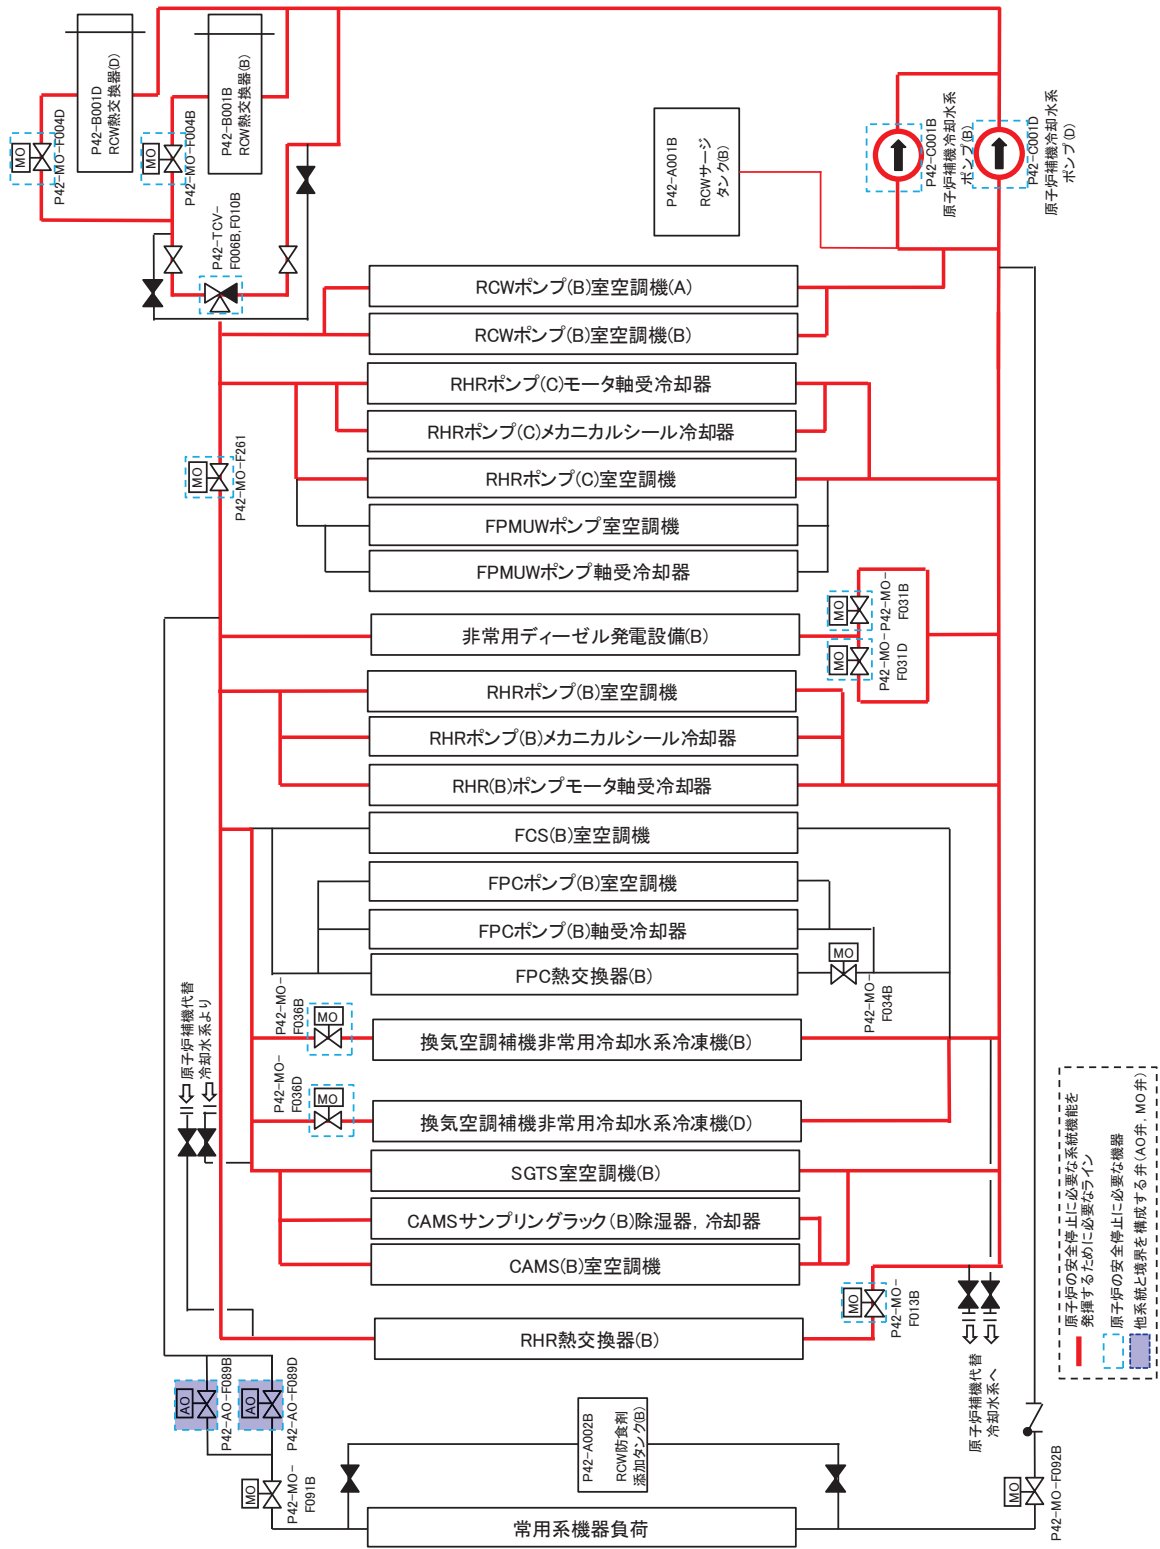 P42-B001D
RCW熱交換器(D)
P42-B001B
RCW熱交換器(B)
MO
P42-MO-F004D
MO
P42-MO-F004B
P42-TCV-
F006B,F010B
P42-A001B
RCWサージ
タンク(B)
P42-C001B
原子炉補機冷却水系
ポンプ(B)
P42-C001D
原子炉補機冷却水系
ポンプ(D)
RCWポンプ(B)室空調機(A)
RCWポンプ(B)室空調機(B)
RHRポンプ(C)モータ軸受冷却器
RHRポンプ(C)メカニカルシール冷却器
MO
P42-MO-F261
RHRポンプ(C)室空調機
FPMUWポンプ室空調機
FPMUWポンプ軸受冷却器
MO
P42-MO-
F031B
非常用ディーゼル発電設備(B)
MO
P42-MO-
F031D
RHRポンプ(B)室空調機
RHRポンプ(B)メカニカルシール冷却器
RHR(B)ポンプモータ軸受冷却器
FCS(B)室空調機
FPCポンプ(B)室空調機
FPCポンプ(B)軸受冷却器
FPC熱交換器(B)
MO
P42-MO-
F034B
原子炉補機代替
冷却水系より
P42-MO-
F036B
MO
換気空調補機非常用冷却水系冷凍機(B)
P42-MO-
F036D
MO
換気空調補機非常用冷却水系冷凍機(D)
SGTS室空調機(B)
CAMSサンプリングラック(B)除湿器，冷却器
CAMS(B)室空調機
MO
P42-MO-
F013B
RHR熱交換器(B)
原子炉補機代替
冷却水系へ
AO
P42-AO-F089B
AO
P42-AO-F089D
MO
P42-MO-
F091B
P42-A002B
RCW防食剤
添加タンク(B)
MO
P42-MO-F092B
常用系機器負荷
原子炉の安全停止に必要な系統機能を
発揮するために必要なライン
原子炉の安全停止に必要な機器
他系統と境界を構成する弁(AO弁，MO弁)